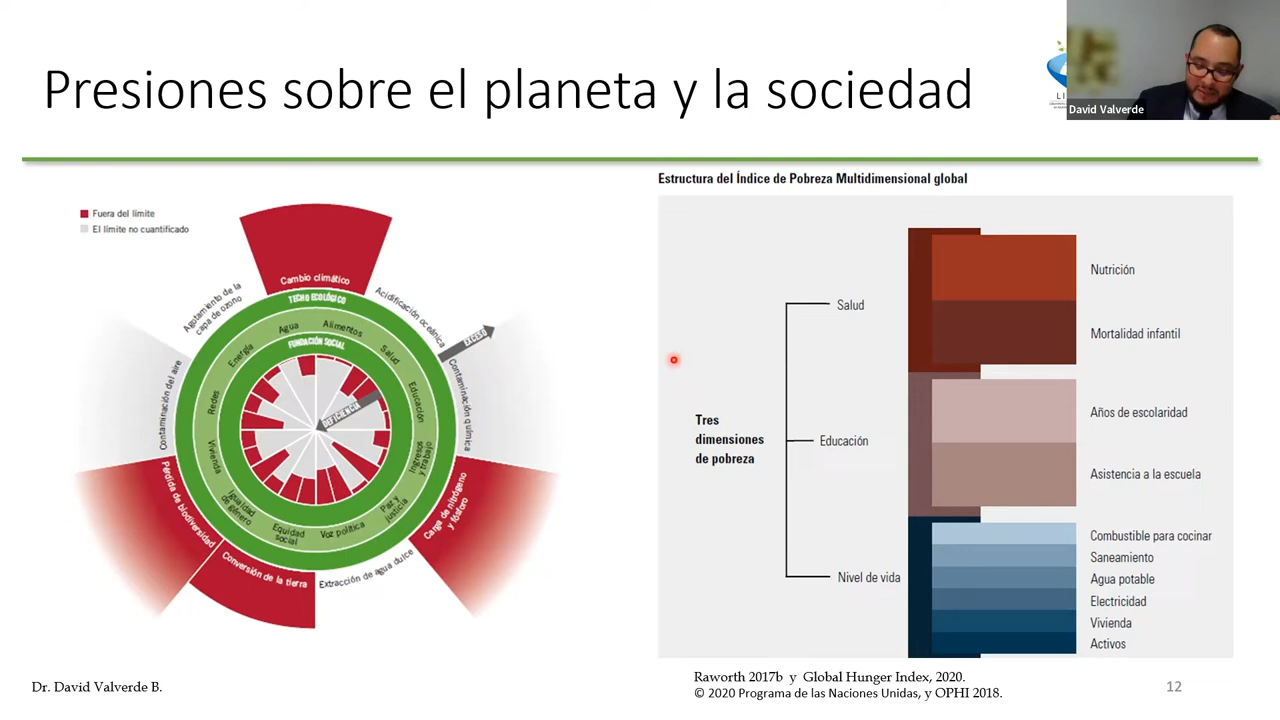 Presiones sobre el planeta y la sociedad
David Valverde
Fuera del límite
El límite no cuantificado
Cambio climático
TECHO ECOLÓGICO
Acidificación oceánica
Agotamiento de la
capa de ozono
EXCESO
Agua
Alimentos
FUNDACIÓN SOCIAL
Energía
Salud
Contaminación del aire
Contaminación química
Redes
Educación
DEFICIENCIA
Vivienda
Ingresos
y trabajo
Igualdad
de género
Paz y
justicia
Equidad
social
Voz política
Pérdida de biodiversidad
Carga de nitrógeno
y fósforo
Conversión de la tierra
Extracción de agua dulce
Estructura del Índice de Pobreza Multidimensional global
Tres
dimensiones
de pobreza
Salud
Educación
Nivel de vida
Nutrición
Mortalidad infantil
Años de escolaridad
Asistencia a la escuela
Combustible para cocinar
Saneamiento
Agua potable
Electricidad
Vivienda
Activos
Dr. David Valverde B.
Raworth 2017b y Global Hunger Index, 2020.
© 2020 Programa de las Naciones Unidas, y OPHI 2018.
12